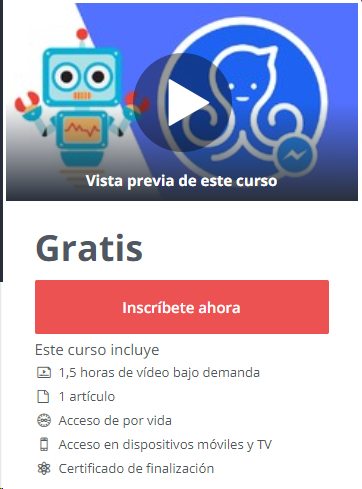 Vista previa de este curso
Gratis
Inscríbete ahora
Este curso incluye
1,5 horas de vídeo bajo demanda
1 artículo
Acceso de por vida
Acceso en dispositivos móviles y TV
Certificado de finalización